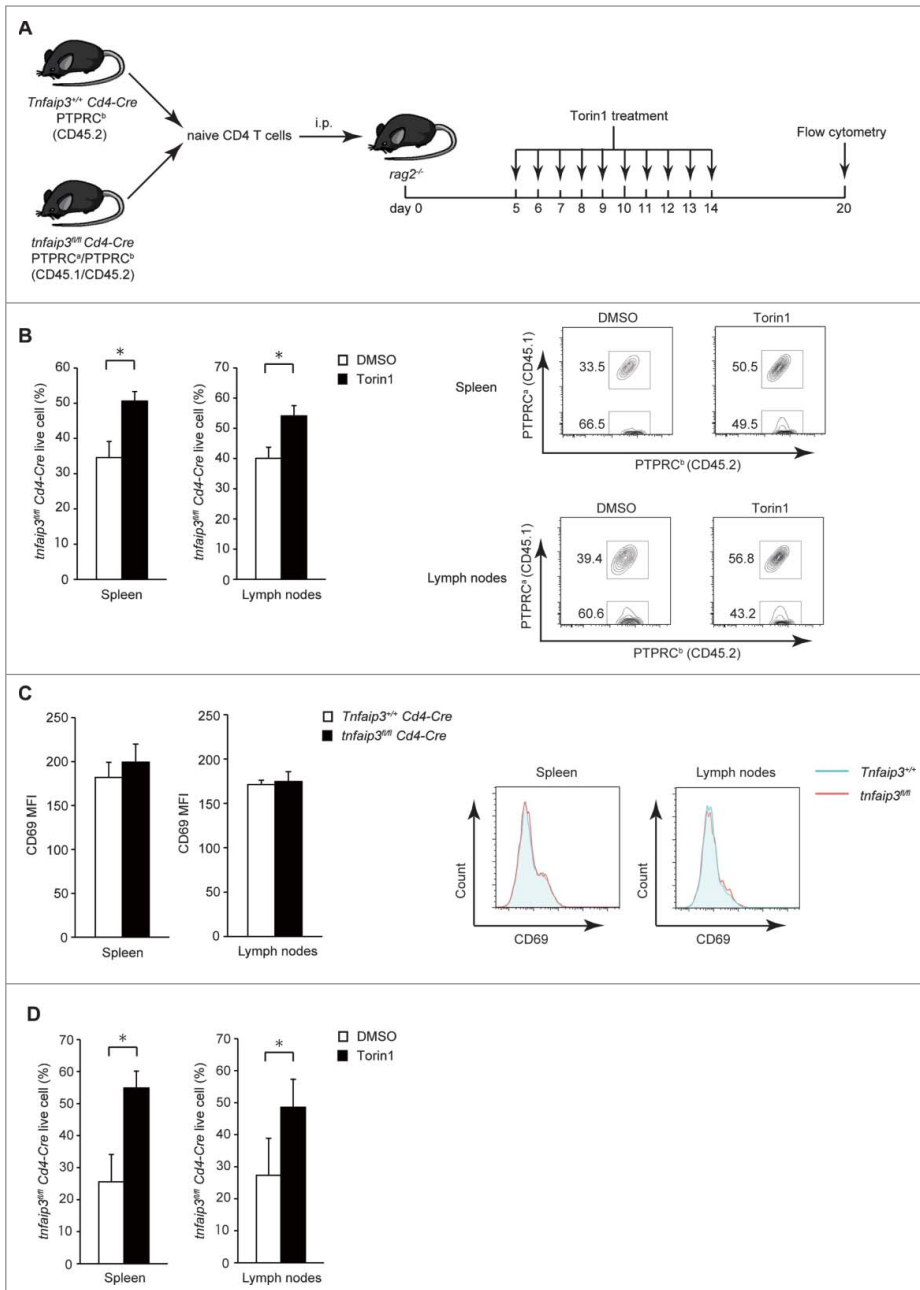 A
Tnfaip3+/+ Cd4-Cre
PTPRCᵇ
(CD45.2)
tnfaip3fl/fl Cd4-Cre
PTPRCᵃ/PTPRCᵇ
(CD45.1/CD45.2)
naive CD4 T cells
i.p.
rag2-/-
Torin1 treatment
Flow cytometry
day 0
5 6 7 8 9 10 11 12 13 14 20
B
tnfaip3fl/fl Cd4-Cre live cell (%)
60
50
40
30
20
10
0
*
Spleen
tnfaip3fl/fl Cd4-Cre live cell (%)
70
60
50
40
30
20
10
0
*
Lymph nodes
DMSO
Torin1
Spleen
DMSO
Torin1
PTPRCᵃ (CD45.1)
33.5
66.5
50.5
49.5
PTPRCᵇ (CD45.2)
Lymph nodes
DMSO
Torin1
PTPRCᵃ (CD45.1)
39.4
60.6
56.8
43.2
PTPRCᵇ (CD45.2)
C
CD69 MFI
250
200
150
100
50
0
Spleen
CD69 MFI
250
200
150
100
50
0
Lymph nodes
Tnfaip3+/+ Cd4-Cre
tnfaip3fl/fl Cd4-Cre
Spleen
Count
CD69
Lymph nodes
Count
CD69
Tnfaip3+/+
tnfaip3fl/fl
D
tnfaip3fl/fl Cd4-Cre live cell (%)
70
60
50
40
30
20
10
0
*
Spleen
tnfaip3fl/fl Cd4-Cre live cell (%)
70
60
50
40
30
20
10
0
*
Lymph nodes
DMSO
Torin1